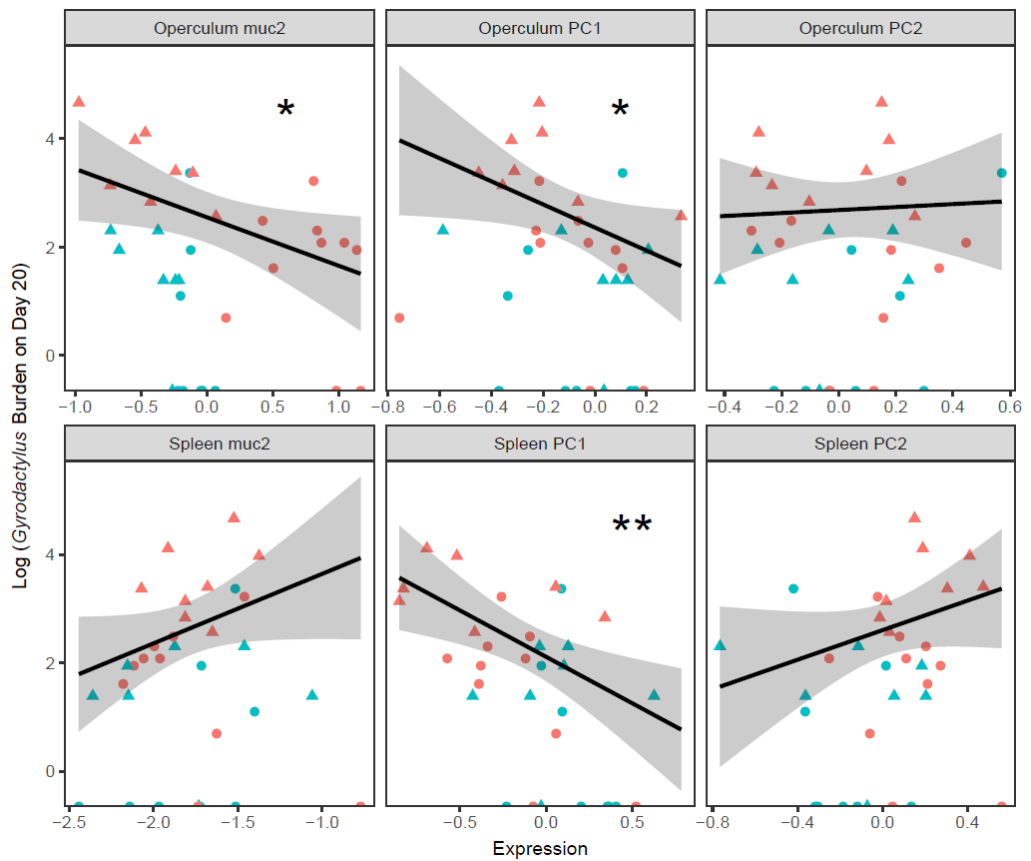 Operculum muc2
Operculum PC1
Operculum PC2
*
*
4
2
0
−1.0 −0.5 0.0 0.5 1.0
−0.8 −0.6 −0.4 −0.2 0.0 0.2
−0.4 −0.2 0.0 0.2 0.4 0.6
Log (Gyrodactylus Burden on Day 20)
Spleen muc2
Spleen PC1
Spleen PC2
**
4
2
0
−2.5 −2.0 −1.5 −1.0
−0.5 0.0 0.5
−0.8 −0.4 0.0 0.4
Expression